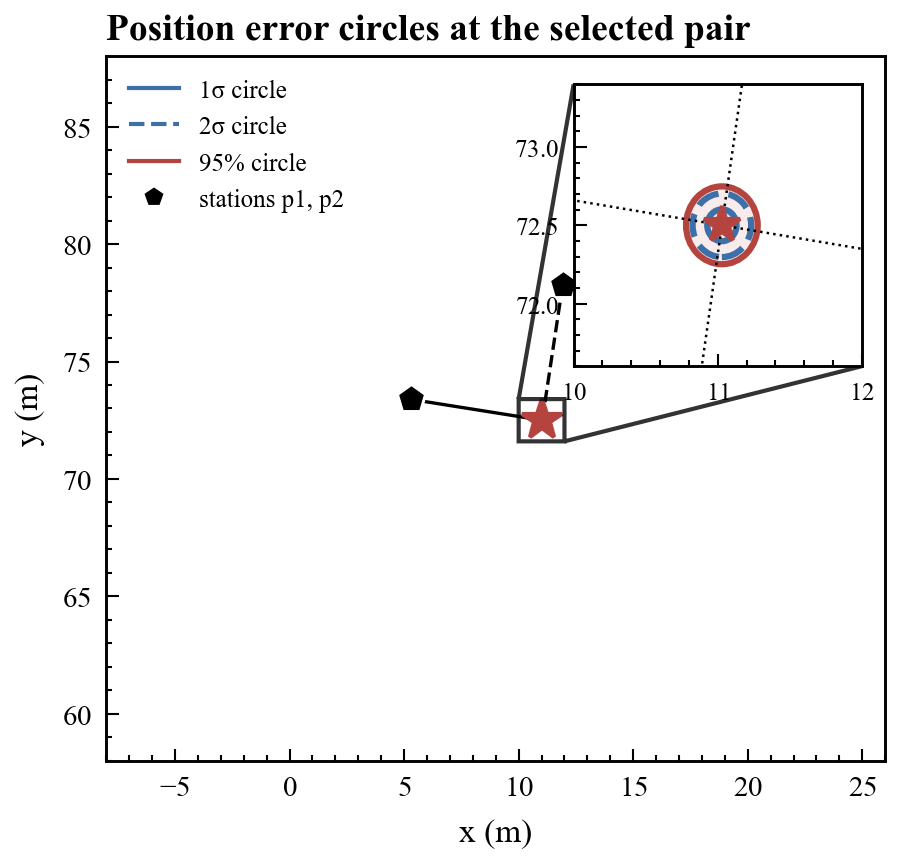 Position error circles at the selected pair
1σ circle
2σ circle
95% circle
stations p1, p2
73.0
72.5
72.0
10 11 12
85
80
75
70
65
60
y (m)
−5 0 5 10 15 20 25
x (m)